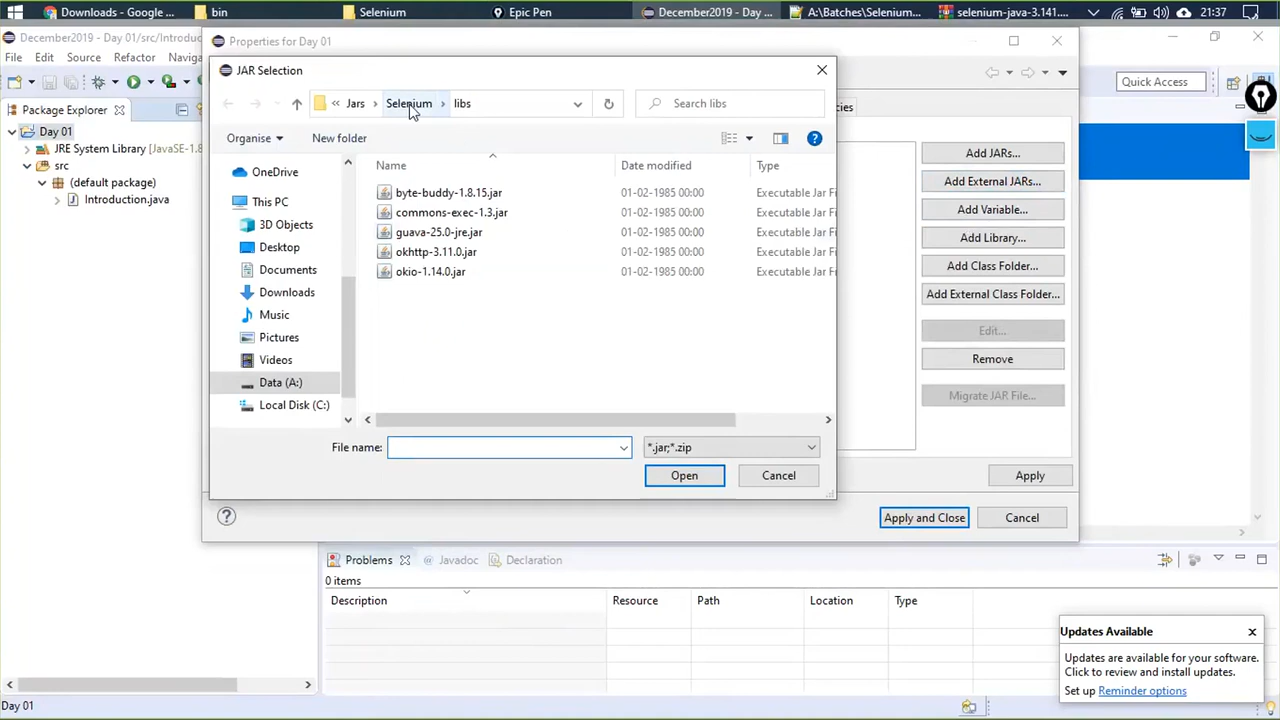 Downloads - Google ...
bin
Selenium
Epic Pen
December2019 - Day ...
A:\Batches\Selenium...
selenium-java-3.141....
21:37
December2019 - Day 01/src/Introduc
Properties for Day 01
File Edit Source Refactor Naviga
JAR Selection
Quick Access
Package Explorer
« Jars > Selenium > libs
Search libs
cies
Day 01
Organise
New folder
JRE System Library [JavaSE-1.8
src
(default package)
Introduction.java
OneDrive
This PC
3D Objects
Desktop
Documents
Downloads
Music
Pictures
Videos
Data (A:)
Local Disk (C:)
Name Date modified Type
byte-buddy-1.8.15.jar 01-02-1985 00:00 Executable Jar Fi
commons-exec-1.3.jar 01-02-1985 00:00 Executable Jar Fi
guava-25.0-jre.jar 01-02-1985 00:00 Executable Jar Fi
okhttp-3.11.0.jar 01-02-1985 00:00 Executable Jar Fi
okio-1.14.0.jar 01-02-1985 00:00 Executable Jar Fi
File name:
*.jar;*.zip
Open
Cancel
Add JARs...
Add External JARs...
Add Variable...
Add Library...
Add Class Folder...
Add External Class Folder...
Edit...
Remove
Migrate JAR File...
Apply
Apply and Close
Cancel
Problems
Javadoc
Declaration
0 items
Description Resource Path Location Type
Updates Available
Updates are available for your software.
Click to review and install updates.
Set up Reminder options
Day 01